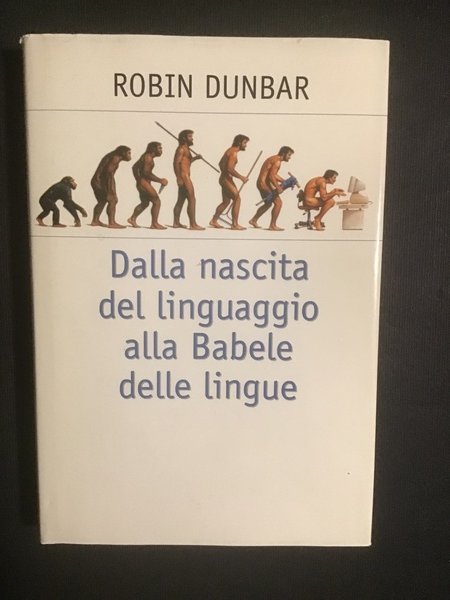 ROBIN DUNBAR
Dalla nascita
del linguaggio
alla Babele
delle lingue